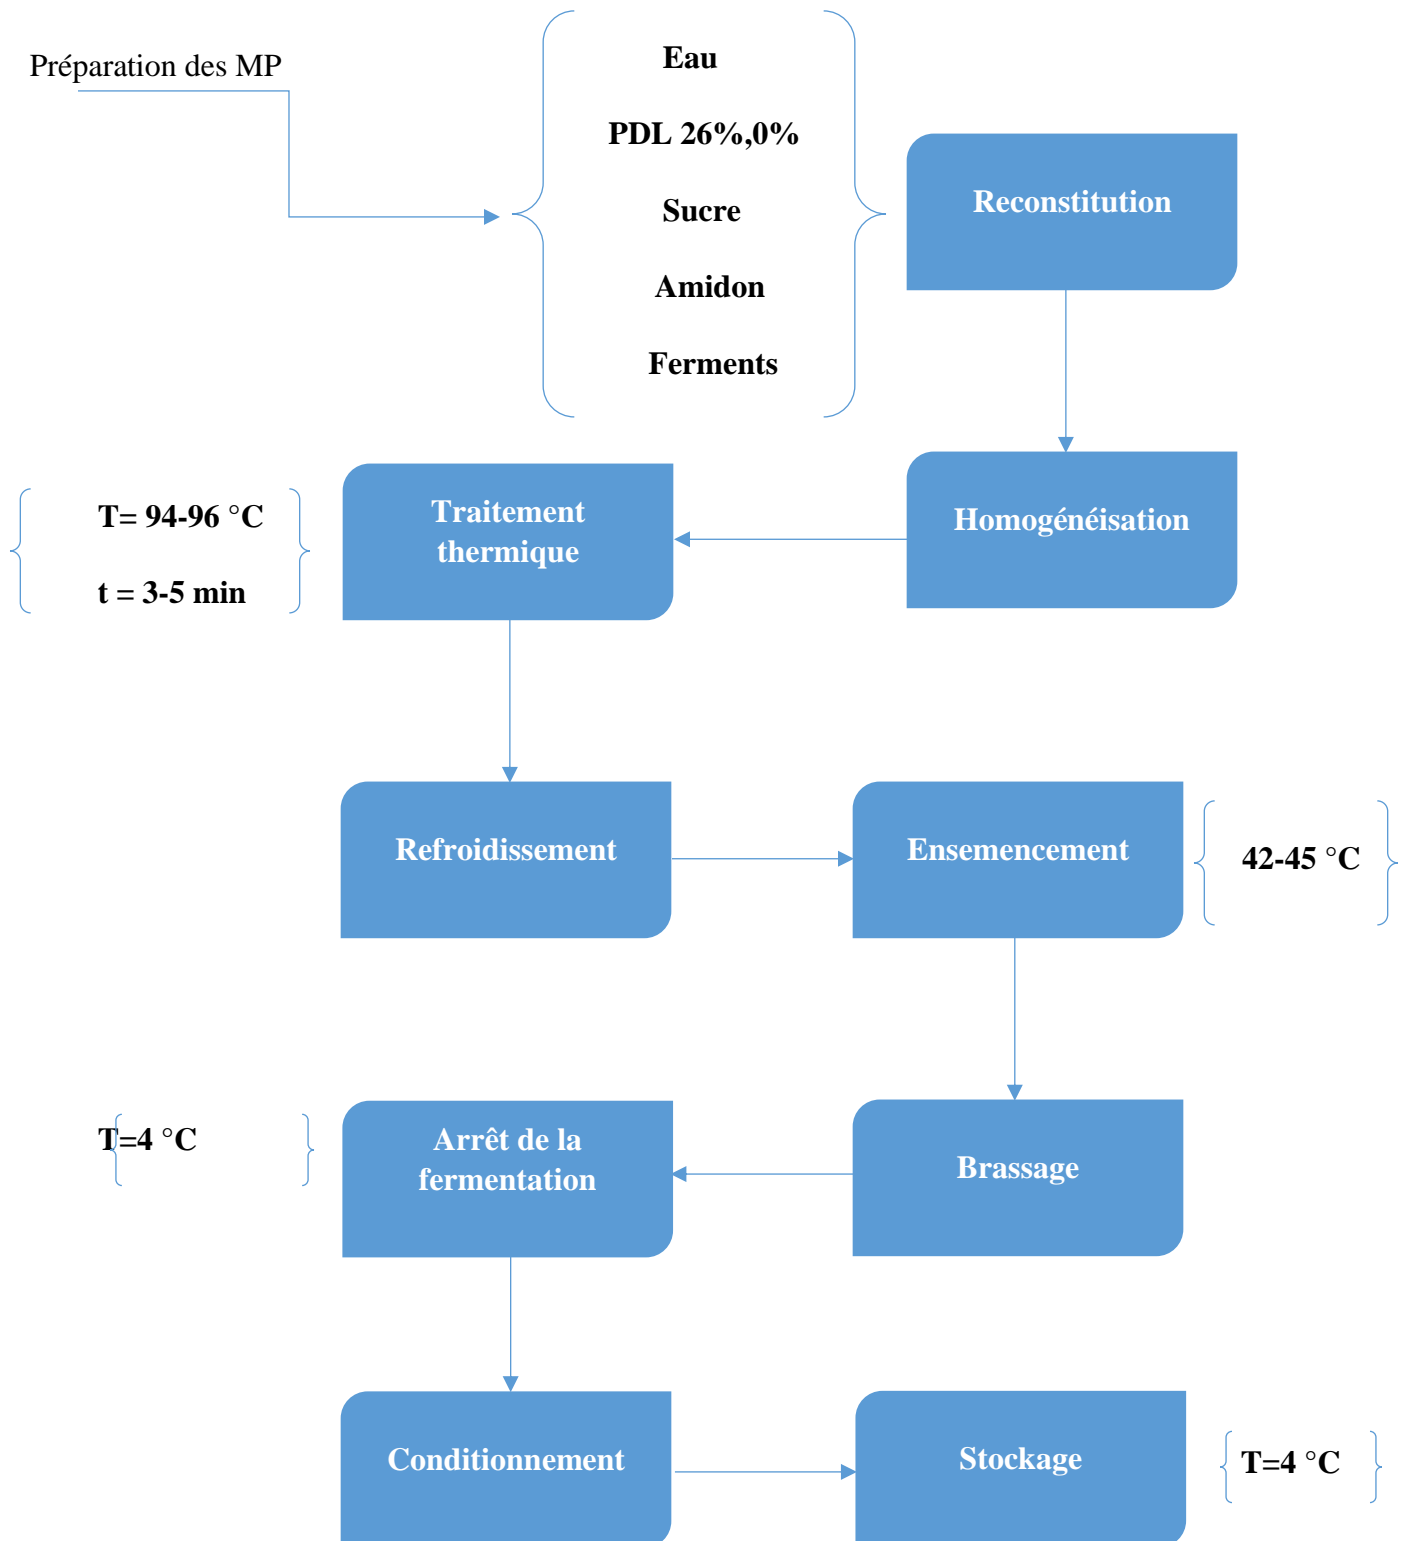 Préparation des MP
Eau
PDL 26%,0%
Sucre
Amidon
Ferments
Reconstitution
Homogénéisation
Traitement
thermique
T= 94-96 °C
t = 3-5 min
Refroidissement
Ensemencement
42-45 °C
Brassage
Arrêt de la
fermentation
T=4 °C
Conditionnement
Stockage
T=4 °C